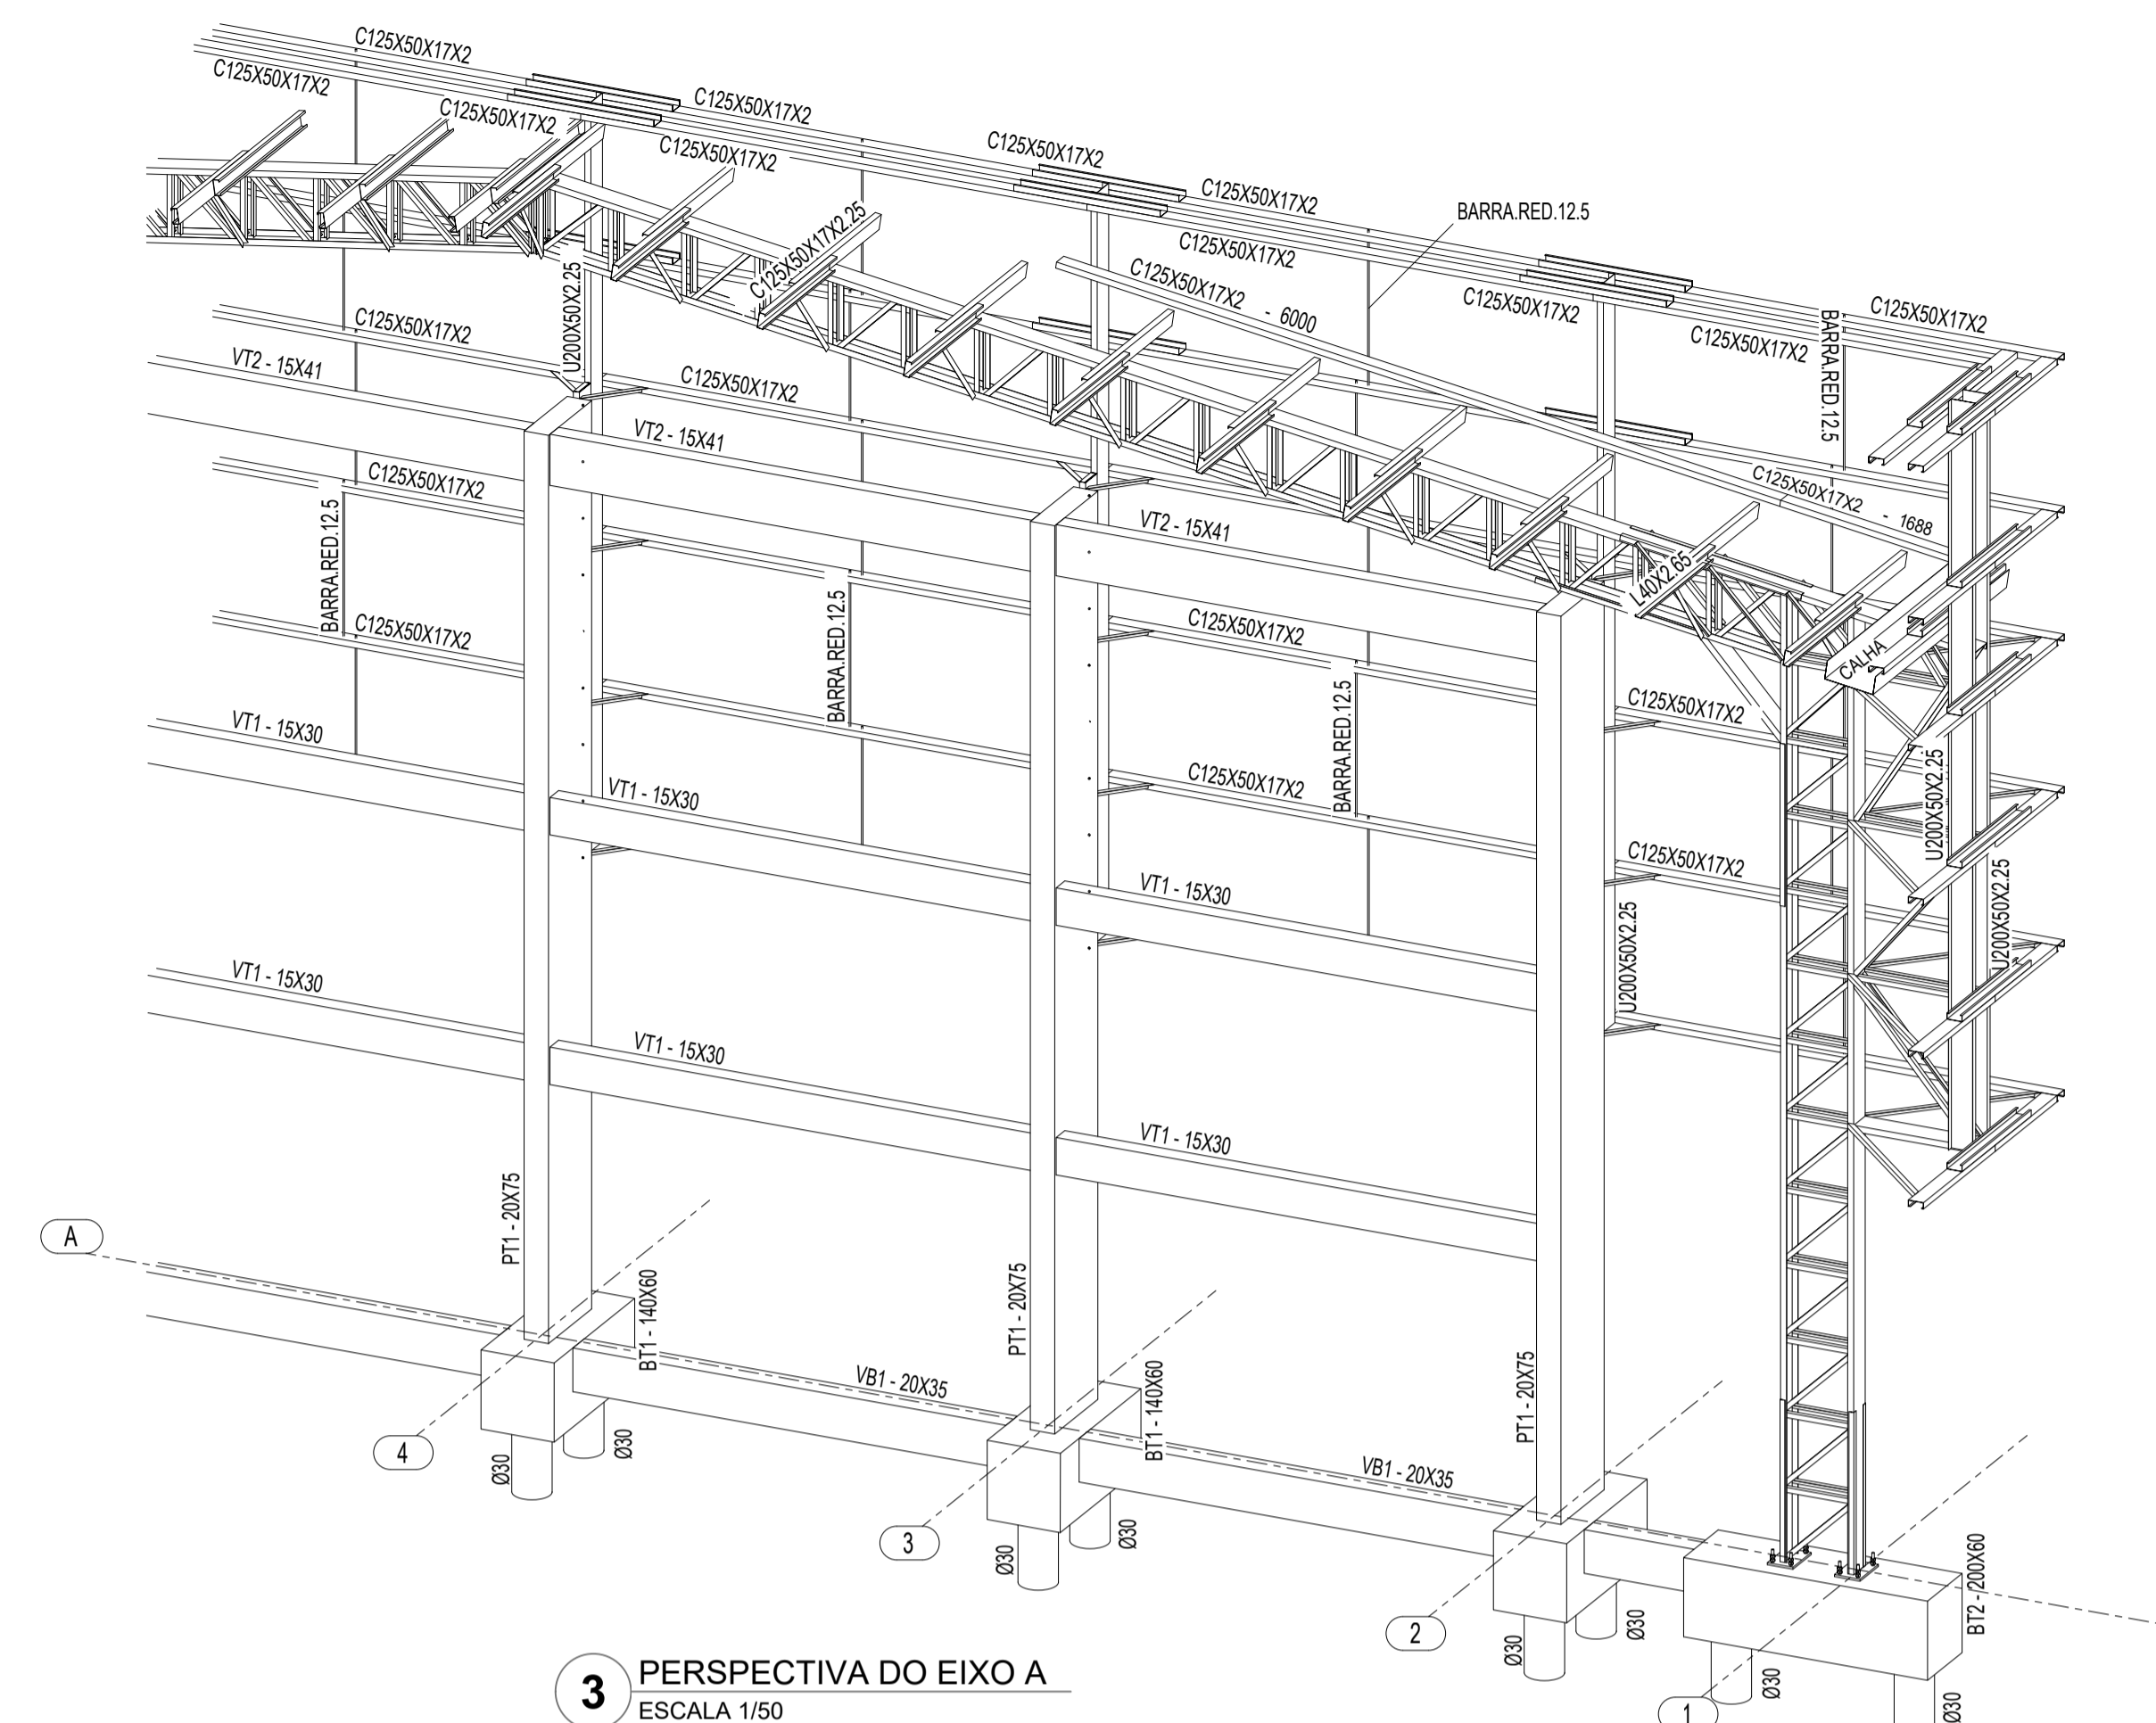 C125X50X17X2
C125X50X17X2
C125X50X17X2
C125X50X17X2
C125X50X17X2
C125X50X17X2
C125X50X17X2
C125X50X17X2
BARRA.RED.12.5
C125X50X17X2.25
U200X50X2.25
C125X50X17X2 - 6000
C125X50X17X2
C125X50X17X2
C125X50X17X2
BARRA.RED.12.5
C125X50X17X2
C125X50X17X2
VT2 - 15X41
C125X50X17X2
VT2 - 15X41
C125X50X17X2
BARRA.RED.12.5
VT2 - 15X41
C125X50X17X2 - 1688
L40X2.65
BARRA.RED.12.5
C125X50X17X2
C125X50X17X2
CALHA
BARRA.RED.12.5
C125X50X17X2
VT1 - 15X30
C125X50X17X2
U200X50X2.25
VT1 - 15X30
C125X50X17X2
VT1 - 15X30
U200X50X2.25
U200X50X2.25
VT1 - 15X30
VT1 - 15X30
VT1 - 15X30
PT1 - 20X75
A
PT1 - 20X75
BT1 - 140X60
VB1 - 20X35
PT1 - 20X75
BT1 - 140X60
4
Ø30
Ø30
VB1 - 20X35
3
Ø30
Ø30
BT2 - 200X60
2
Ø30
Ø30
1
Ø30
Ø30
3
PERSPECTIVA DO EIXO A
ESCALA 1/50